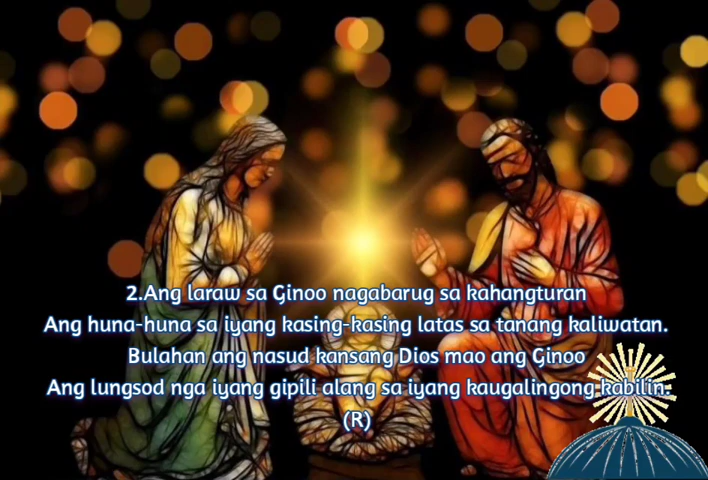 2.Ang laraw sa Ginoo nagabarug sa kahangturan
Ang huna-huna sa iyang kasing-kasing latas sa tanang kaliwatan.
Bulahan ang nasud kansang Dios mao ang Ginoo
Ang lungsod nga iyang gipili alang sa iyang kaugalingong kabilin.
(R)